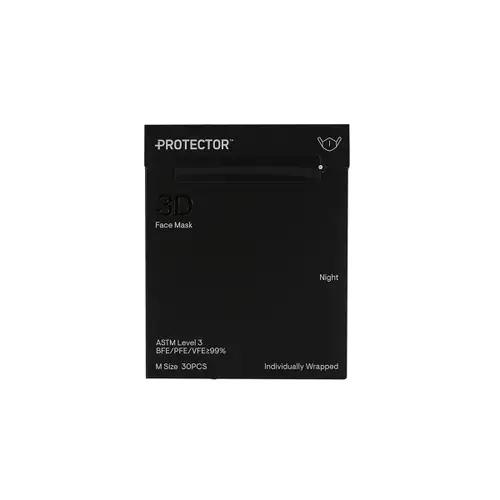 +PROTECTOR™
3D
Face Mask
Night
ASTM Level 3
BFE/PFE/VFE≥99%
M Size 30PCS
Individually Wrapped